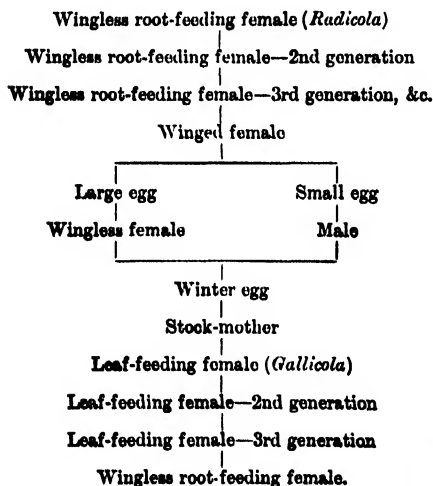 Wingless root-feeding female (Radicola)
Wingless root-feeding female—2nd generation
Wingless root-feeding female—3rd generation, &c.
Winged female
Large egg Small egg
Wingless female Male
Winter egg
Stock-mother
Leaf-feeding female (Gallicola)
Leaf-feeding female—2nd generation
Leaf-feeding female—3rd generation
Wingless root-feeding female.